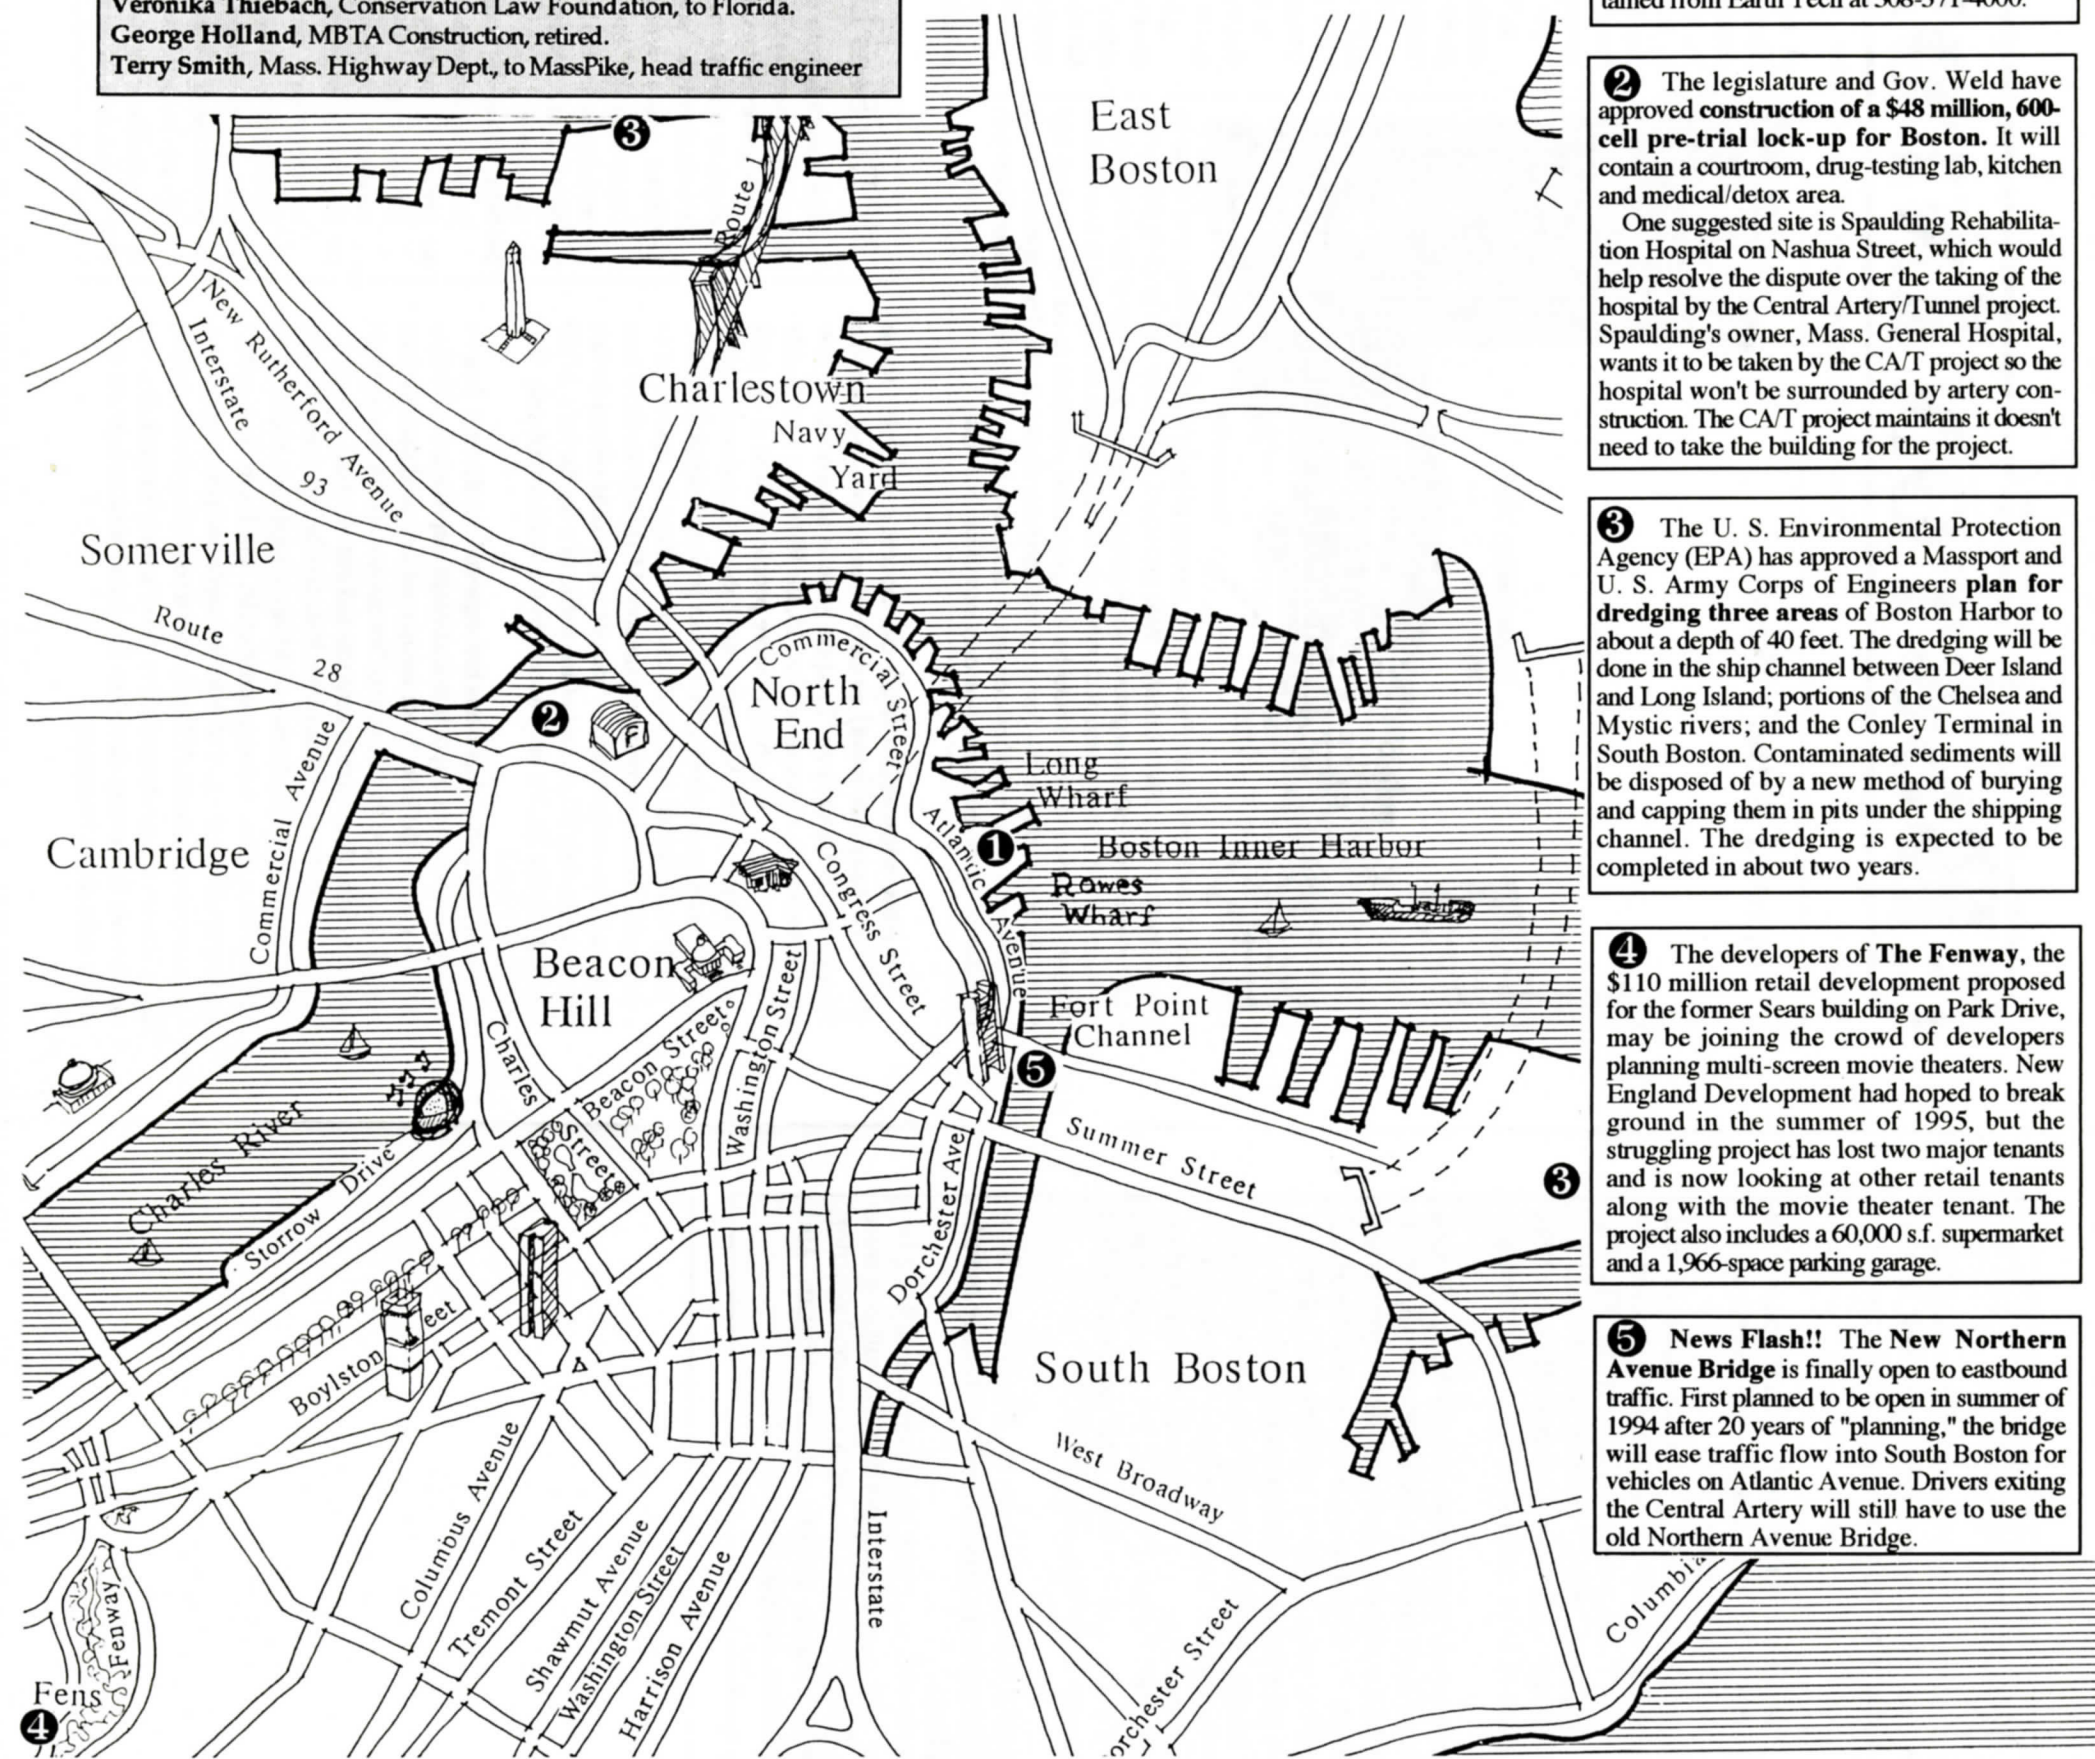 Veronika Thiebach, Conservation Law Foundation, to Florida.
George Holland, MBTA Construction, retired.
Terry Smith, Mass. Highway Dept., to MassPike, head traffic engineer
tained from Earth Tech at 508-371-4000.
❷ The legislature and Gov. Weld have
approved construction of a $48 million, 600-
cell pre-trial lock-up for Boston. It will
contain a courtroom, drug-testing lab, kitchen
and medical/detox area.
One suggested site is Spaulding Rehabilita-
tion Hospital on Nashua Street, which would
help resolve the dispute over the taking of the
hospital by the Central Artery/Tunnel project.
Spaulding's owner, Mass. General Hospital,
wants it to be taken by the CA/T project so the
hospital won't be surrounded by artery con-
struction. The CA/T project maintains it doesn't
need to take the building for the project.
❸ The U. S. Environmental Protection
Agency (EPA) has approved a Massport and
U. S. Army Corps of Engineers plan for
dredging three areas of Boston Harbor to
about a depth of 40 feet. The dredging will be
done in the ship channel between Deer Island
and Long Island; portions of the Chelsea and
Mystic rivers; and the Conley Terminal in
South Boston. Contaminated sediments will
be disposed of by a new method of burying
and capping them in pits under the shipping
channel. The dredging is expected to be
completed in about two years.
❹ The developers of The Fenway, the
$110 million retail development proposed
for the former Sears building on Park Drive,
may be joining the crowd of developers
planning multi-screen movie theaters. New
England Development had hoped to break
ground in the summer of 1995, but the
struggling project has lost two major tenants
and is now looking at other retail tenants
along with the movie theater tenant. The
project also includes a 60,000 s.f. supermarket
and a 1,966-space parking garage.
❺ News Flash!! The New Northern
Avenue Bridge is finally open to eastbound
traffic. First planned to be open in summer of
1994 after 20 years of "planning," the bridge
will ease traffic flow into South Boston for
vehicles on Atlantic Avenue. Drivers exiting
the Central Artery will still have to use the
old Northern Avenue Bridge.
❸
East
Boston
Route 1
New Rutherford Avenue
Interstate
93
Charlestown
Navy
Yard
Somerville
Route
28
Commercial Street
North
End
❷
F
Long
Wharf
Commercial Avenue
Cambridge
Atlantic
Avenue
❶
Boston Inner Harbor
Rowes
Wharf
Congress Street
Beacon
Hill
Washington Street
Fort Point
Channel
❺
Charles
Street
Beacon Street
Summer Street
❸
Charles River
Storrow Drive
Dorchester Ave
Boylston
eet
South Boston
West Broadway
Columbus Avenue
Tremont Street
Shawmut Avenue
Washington Street
Harrison Avenue
Interstate
orchester Street
Columbia
Fenway
Fens
❹